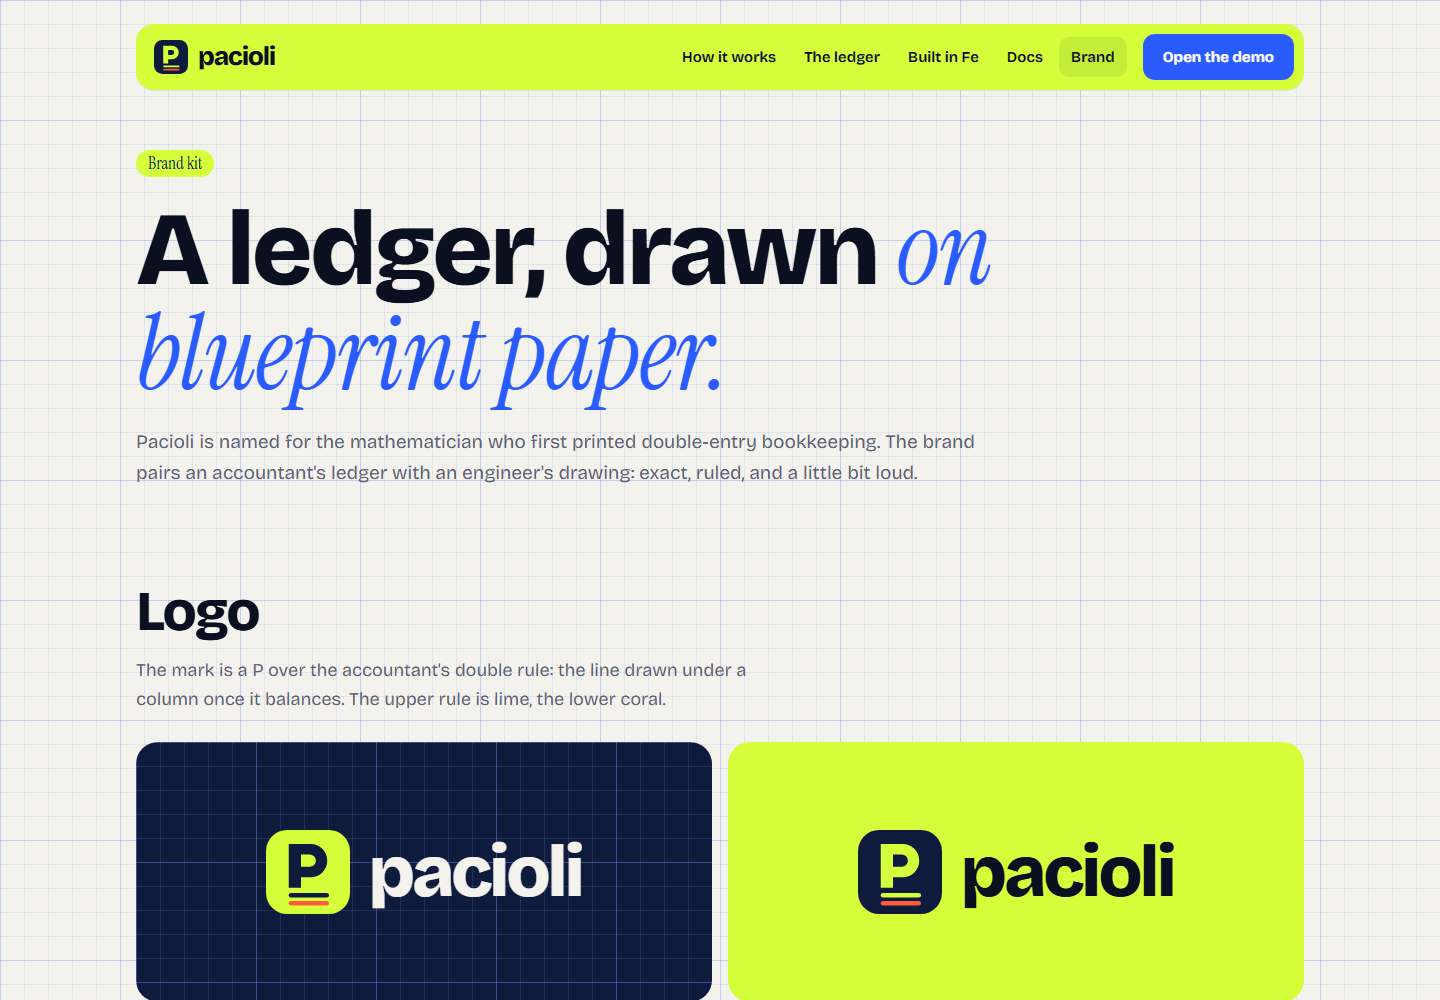 P pacioli
How it works The ledger Built in Fe Docs Brand Open the demo
Brand kit
A ledger, drawn on
blueprint paper.
Pacioli is named for the mathematician who first printed double-entry bookkeeping. The brand
pairs an accountant's ledger with an engineer's drawing: exact, ruled, and a little bit loud.
Logo
The mark is a P over the accountant's double rule: the line drawn under a
column once it balances. The upper rule is lime, the lower coral.
P pacioli
P pacioli